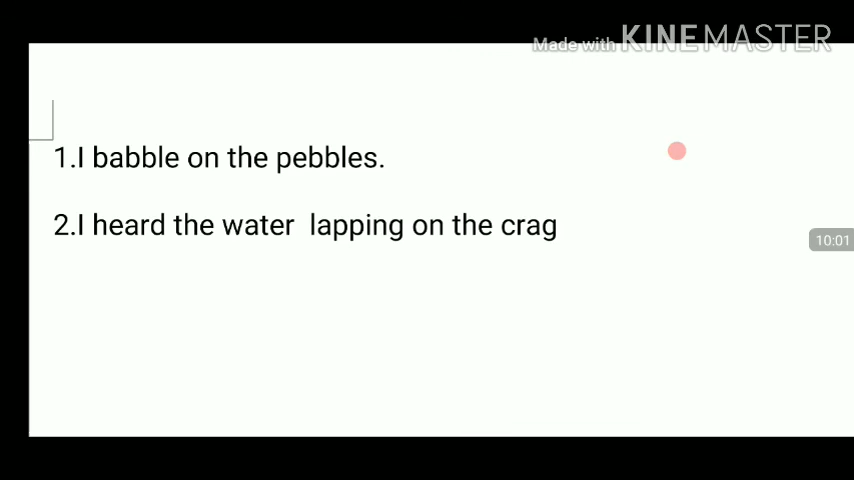 Made with KINEMASTER
1.I babble on the pebbles.
2.I heard the water lapping on the crag
10:01